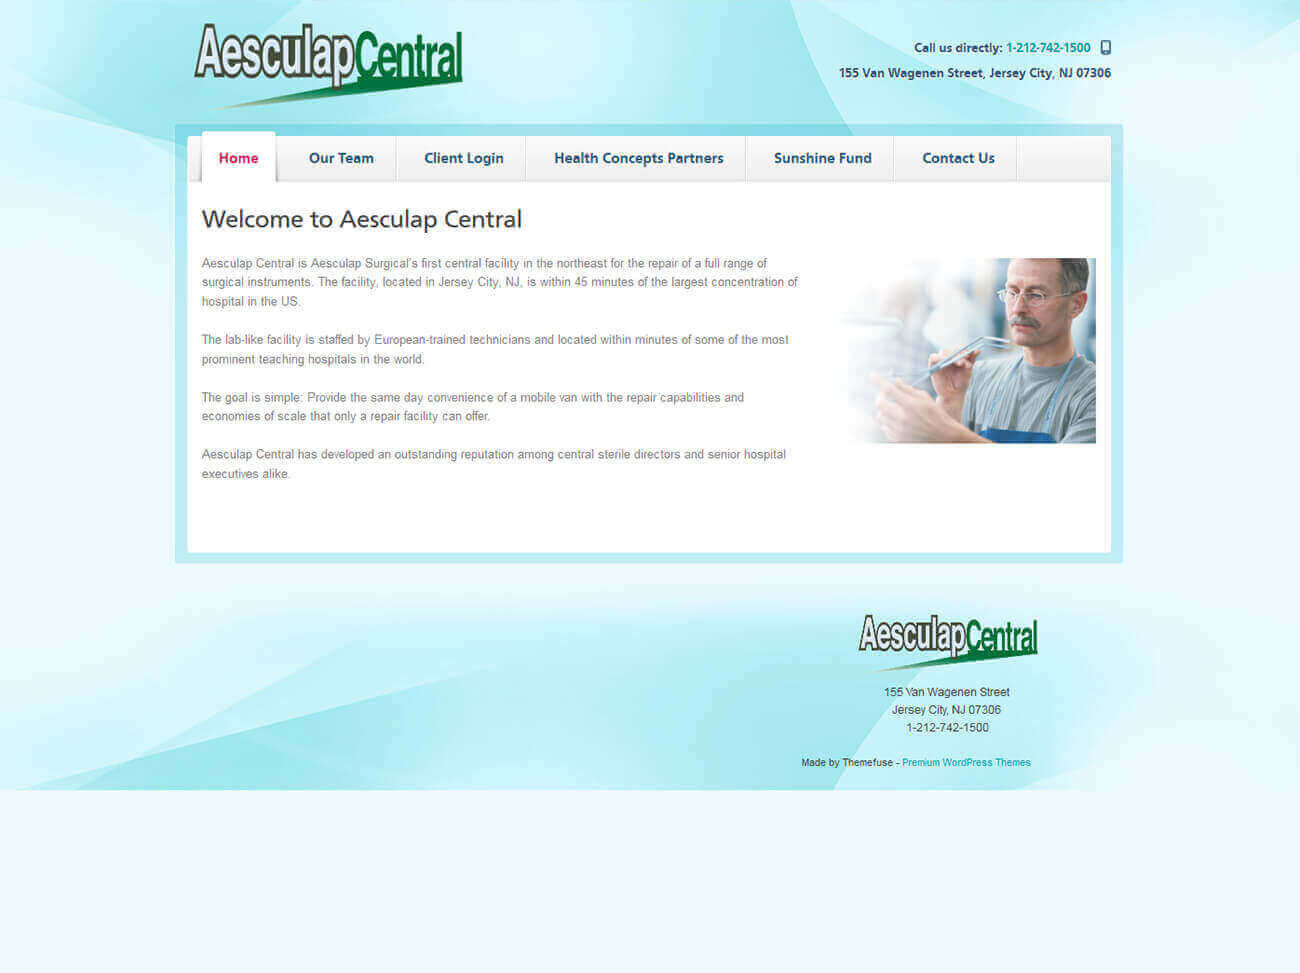 AesculapCentral
Call us directly: 1-212-742-1500
155 Van Wagenen Street, Jersey City, NJ 07306
Home Our Team Client Login Health Concepts Partners Sunshine Fund Contact Us
Welcome to Aesculap Central
Aesculap Central is Aesculap Surgical's first central facility in the northeast for the repair of a full range of
surgical instruments. The facility, located in Jersey City, NJ, is within 45 minutes of the largest concentration of
hospital in the US.
The lab-like facility is staffed by European-trained technicians and located within minutes of some of the most
prominent teaching hospitals in the world.
The goal is simple: Provide the same day convenience of a mobile van with the repair capabilities and
economies of scale that only a repair facility can offer.
Aesculap Central has developed an outstanding reputation among central sterile directors and senior hospital
executives alike.
AesculapCentral
155 Van Wagenen Street
Jersey City, NJ 07306
1-212-742-1500
Made by Themefuse - Premium WordPress Themes